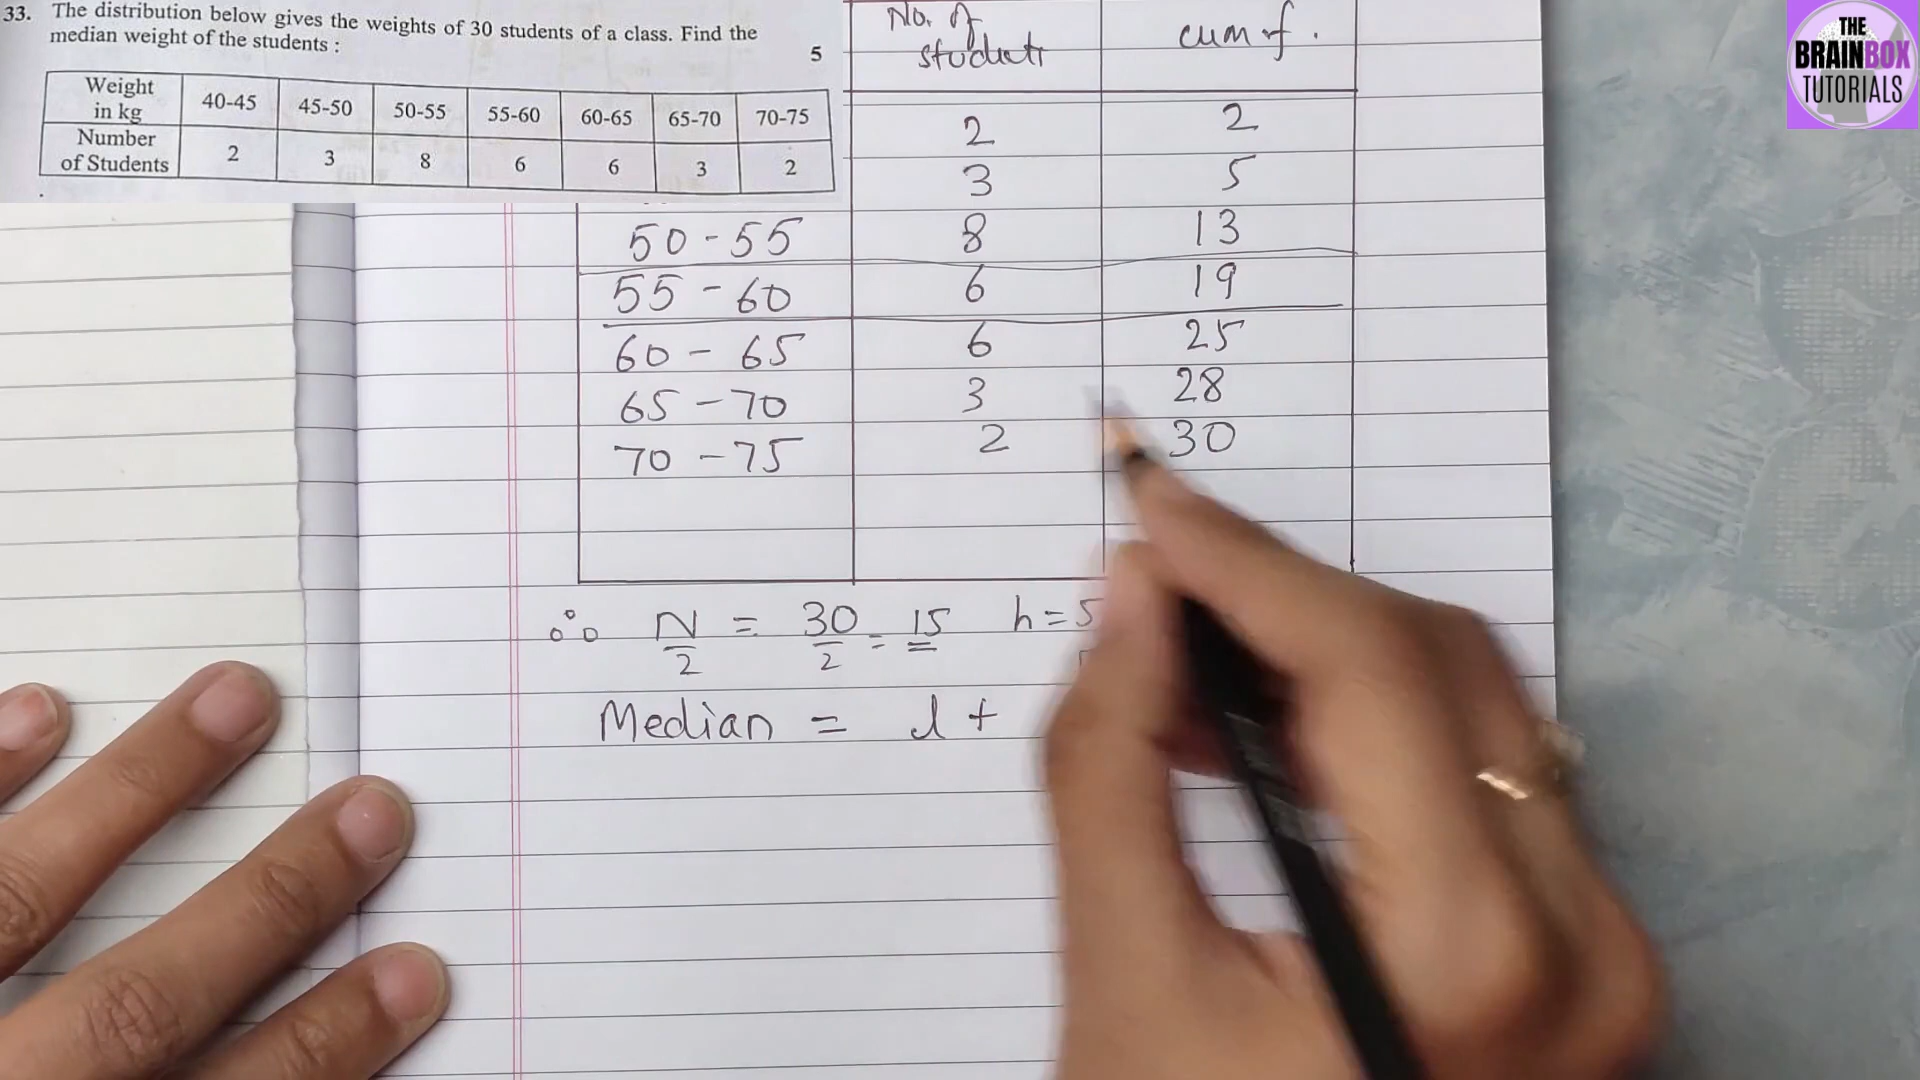 33. The distribution below gives the weights of 30 students of a class. Find the
median weight of the students :
5
Weight in kg 40-45 45-50 50-55 55-60 60-65 65-70 70-75
Number of Students 2 3 8 6 6 3 2
No. of students cum f.
2 2
3 5
50 - 55 8 13
55 - 60 6 19
60 - 65 6 25
65 - 70 3 28
70 - 75 2 30
∴ N/2 = 30/2 = 15 h = 5
Median = l +
THE
BRAINBOX
TUTORIALS